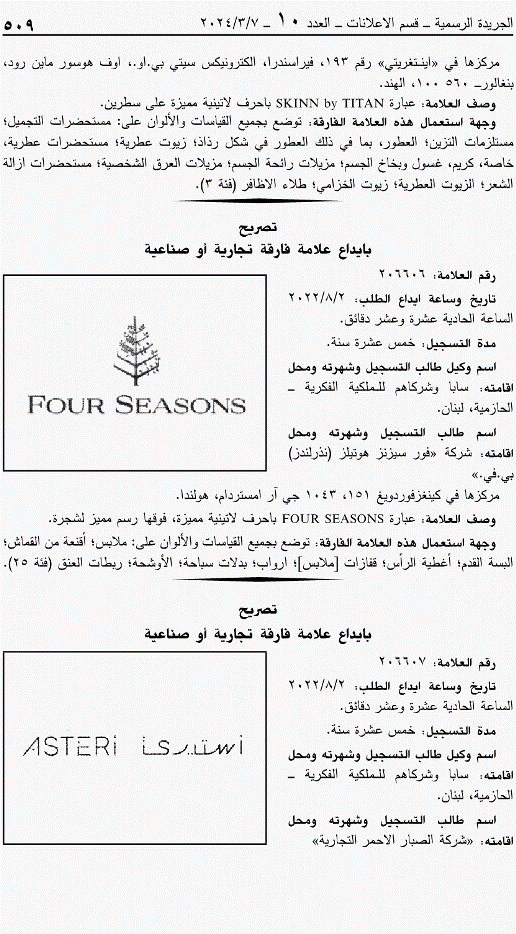 الجريدة الرسمية ــ قسم الاعلانات ــ العدد ١٠ ــ ٢٠٢٤/٣/٧
٥٠٩
مركزها في «اينتغريتي» رقم ١٩٣، فيراسندرا، الكترونيكس سيتي بي.او.، اوف هوسور ماين رود،
بنغالور– ٥٦٠ ١٠٠، الهند.
وصف العلامة: عبارة SKINN by TITAN باحرف لاتينية مميزة على سطرين.
وجهة استعمال هذه العلامة الفارقة: توضع بجميع القياسات والألوان على: مستحضرات التجميل؛
مستلزمات التزين؛ العطور، بما في ذلك العطور في شكل رذاذ؛ زيوت عطرية؛ مستحضرات عطرية،
خاصة، كريم، غسول وبخاخ الجسم؛ مزيلات رائحة الجسم؛ مزيلات العرق الشخصية؛ مستحضرات ازالة
الشعر؛ الزيوت العطرية؛ زيوت الخزامي؛ طلاء الاظافر (فئة ٣).
تصريح
بايداع علامة فارقة تجارية أو صناعية
رقم العلامة: ٢٠٦٦٠٦
تاريخ وساعة ايداع الطلب: ٢٠٢٢/٨/٢
الساعة الحادية عشرة وعشر دقائق.
مدة التسجيل: خمس عشرة سنة.
اسم وكيل طالب التسجيل وشهرته ومحل
اقامته: سابا وشركاهم للملكية الفكرية ــ
الحازمية، لبنان.
اسم طالب التسجيل وشهرته ومحل
اقامته: شركة «فور سيزنز هوتيلز (نذرلندز)
بي.في.»
FOUR SEASONS
مركزها في كينغزفوردويغ ١٥١، ١٠٤٣ جي آر امستردام، هولندا.
وصف العلامة: عبارة FOUR SEASONS باحرف لاتينية مميزة، فوقها رسم مميز لشجرة.
وجهة استعمال هذه العلامة الفارقة: توضع بجميع القياسات والألوان على: ملابس؛ أقنعة من القماش؛
البسة القدم؛ أغطية الرأس؛ قفازات [ملابس]؛ ارواب؛ بدلات سباحة؛ الأوشحة؛ ربطات العنق (فئة ٢٥).
تصريح
بايداع علامة فارقة تجارية أو صناعية
رقم العلامة: ٢٠٦٦٠٧
تاريخ وساعة ايداع الطلب: ٢٠٢٢/٨/٢
الساعة الحادية عشرة وعشر دقائق.
مدة التسجيل: خمس عشرة سنة.
اسم وكيل طالب التسجيل وشهرته ومحل
اقامته: سابا وشركاهم للملكية الفكرية ــ
الحازمية، لبنان.
اسم طالب التسجيل وشهرته ومحل
اقامته: «شركة الصبار الاحمر التجارية»
ASTERI استيري